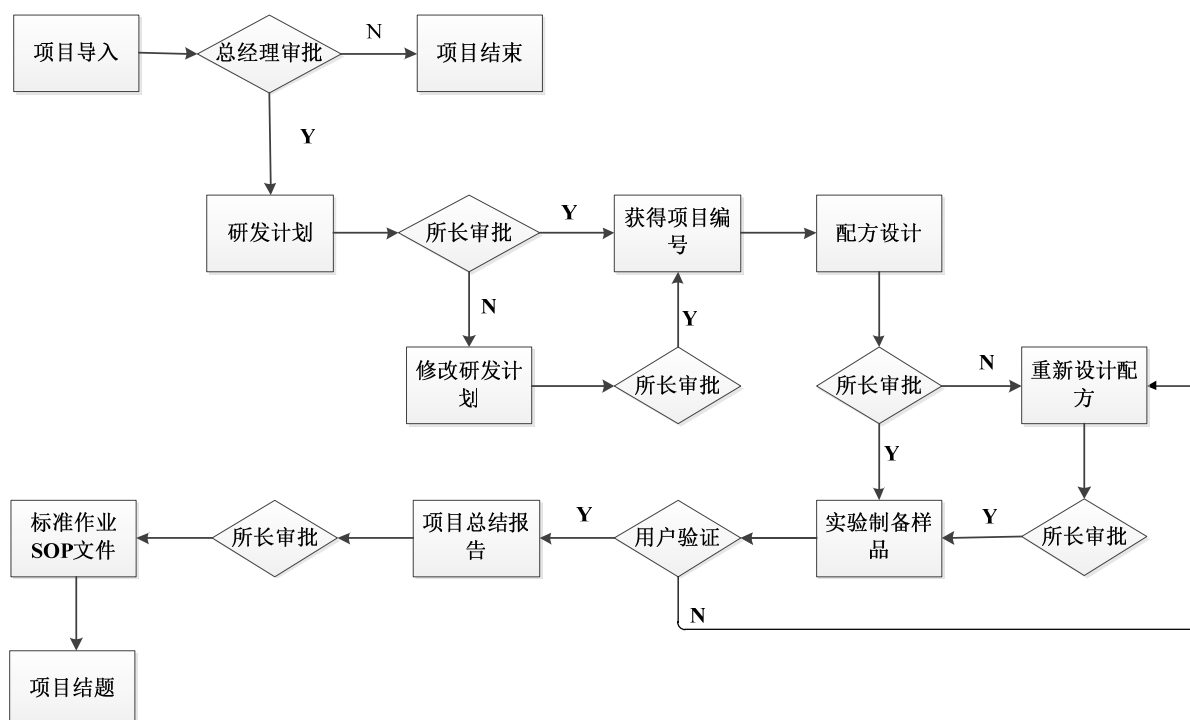 项目导入
总经理审批
N
项目结束
Y
研发计划
所长审批
Y
获得项目编
号
配方设计
N
修改研发计
划
Y
所长审批
所长审批
N
重新设计配
方
Y
标准作业
SOP文件
所长审批
项目总结报
告
Y
用户验证
实验制备样
品
Y
所长审批
N
项目结题